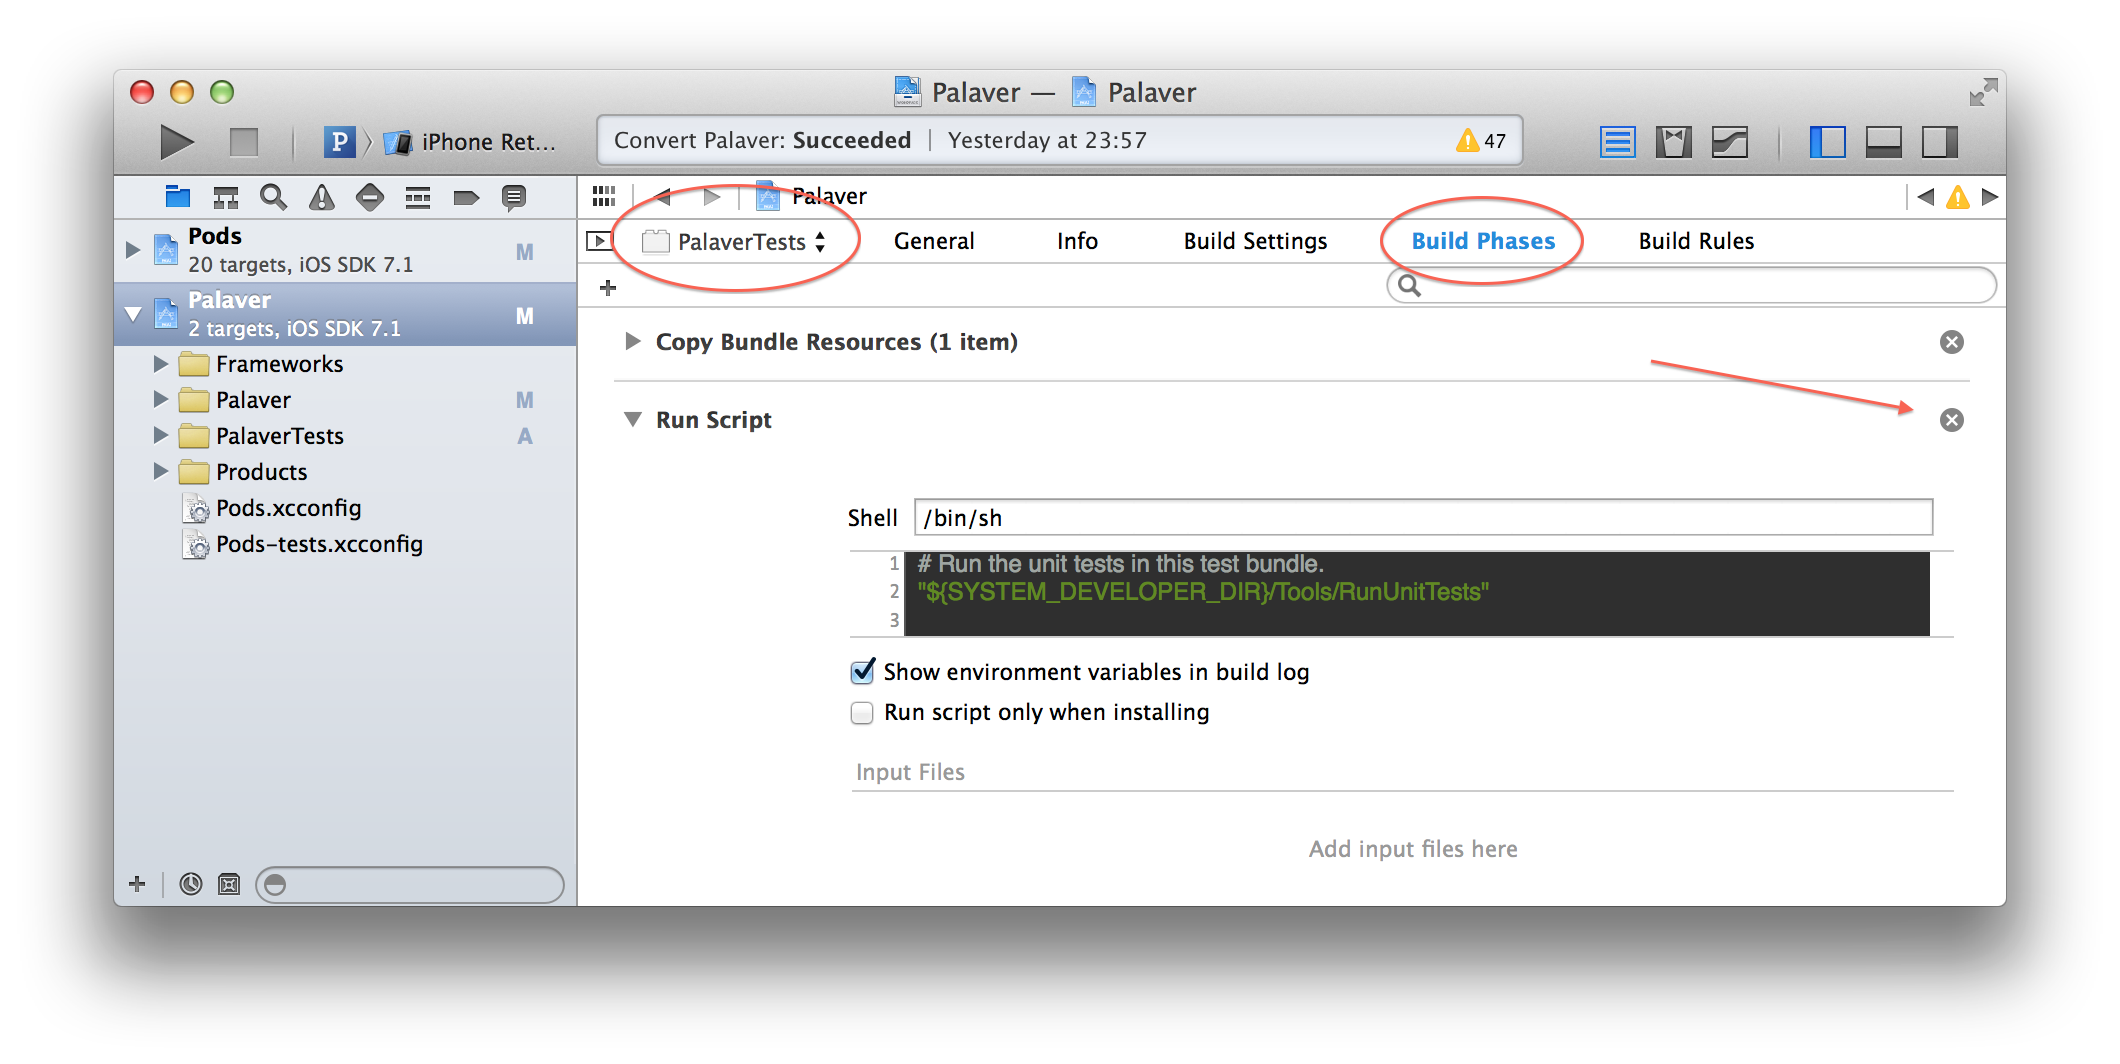 Palaver — Palaver
P iPhone Ret...
Convert Palaver: Succeeded | Yesterday at 23:57 47
Palaver
Pods
20 targets, iOS SDK 7.1 M
Palaver
2 targets, iOS SDK 7.1 M
Frameworks
Palaver M
PalaverTests A
Products
Pods.xcconfig
Pods-tests.xcconfig
PalaverTests General Info Build Settings Build Phases Build Rules
Copy Bundle Resources (1 item)
Run Script
Shell /bin/sh
1 # Run the unit tests in this test bundle.
2 "${SYSTEM_DEVELOPER_DIR}/Tools/RunUnitTests"
3
Show environment variables in build log
Run script only when installing
Input Files
Add input files here